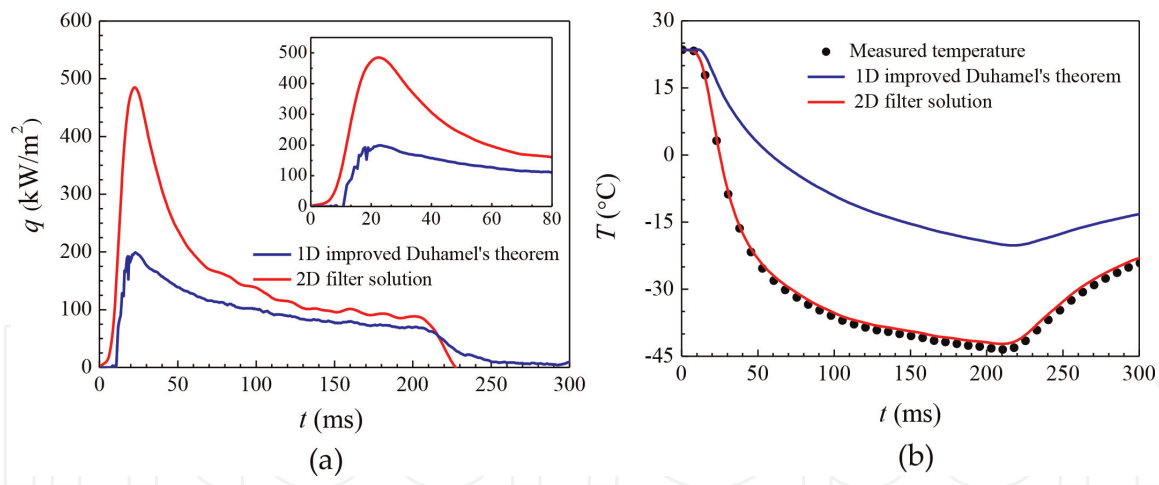 600
500
400
300
200
100
0
0 50 100 150 200 250 300
q (kW/m²)
t (ms)
500
400
300
200
100
0
0 20 40 60 80
1D improved Duhamel's theorem
2D filter solution
(a)
30
15
0
-15
-30
-45
0 50 100 150 200 250 300
T (°C)
t (ms)
Measured temperature
1D improved Duhamel's theorem
2D filter solution
(b)